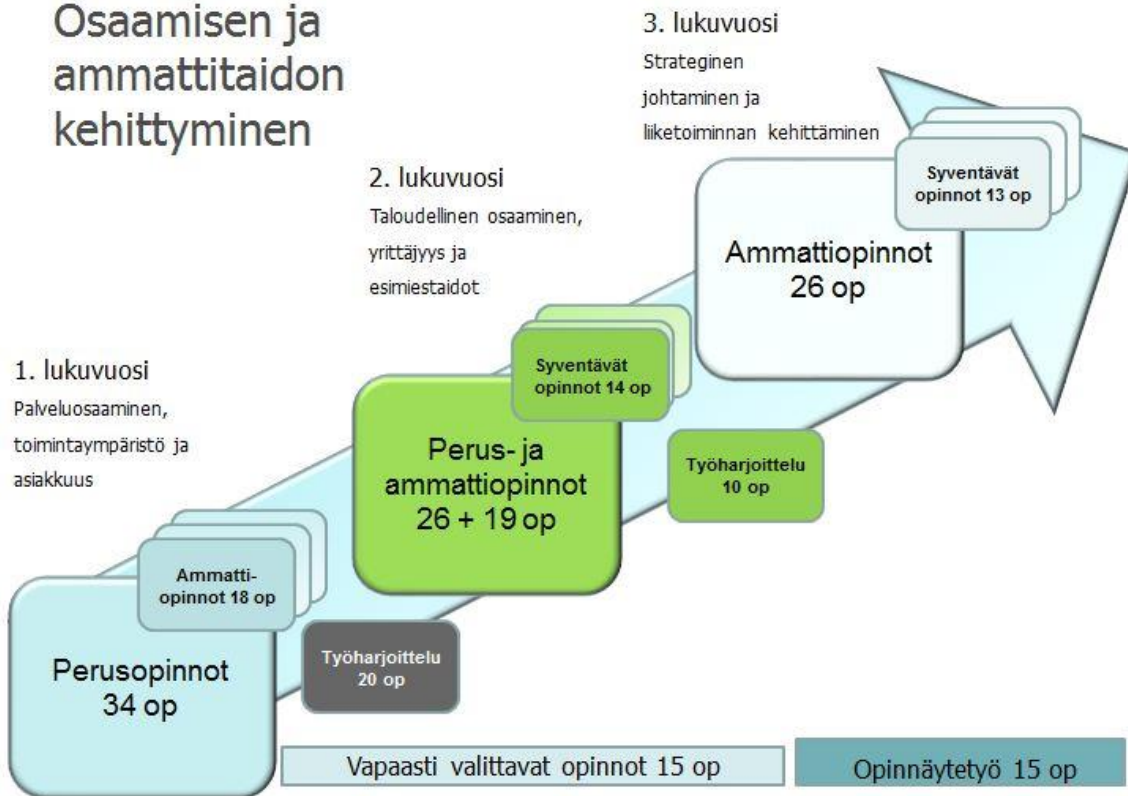 Osaamisen ja
ammattitaidon
kehittyminen
1. lukuvuosi
Palveluosaaminen,
toimintaympäristö ja
asiakkuus
Perusopinnot
34 op
Ammatti-
opinnot 18 op
Työharjoittelu
20 op
2. lukuvuosi
Taloudellinen osaaminen,
yrittäjyys ja
esimiestaidot
Perus- ja
ammattiopinnot
26 + 19 op
Syventävät
opinnot 14 op
Työharjoittelu
10 op
3. lukuvuosi
Strateginen
johtaminen ja
liiketoiminnan kehittäminen
Ammattiopinnot
26 op
Syventävät
opinnot 13 op
Vapaasti valittavat opinnot 15 op
Opinnäytetyö 15 op